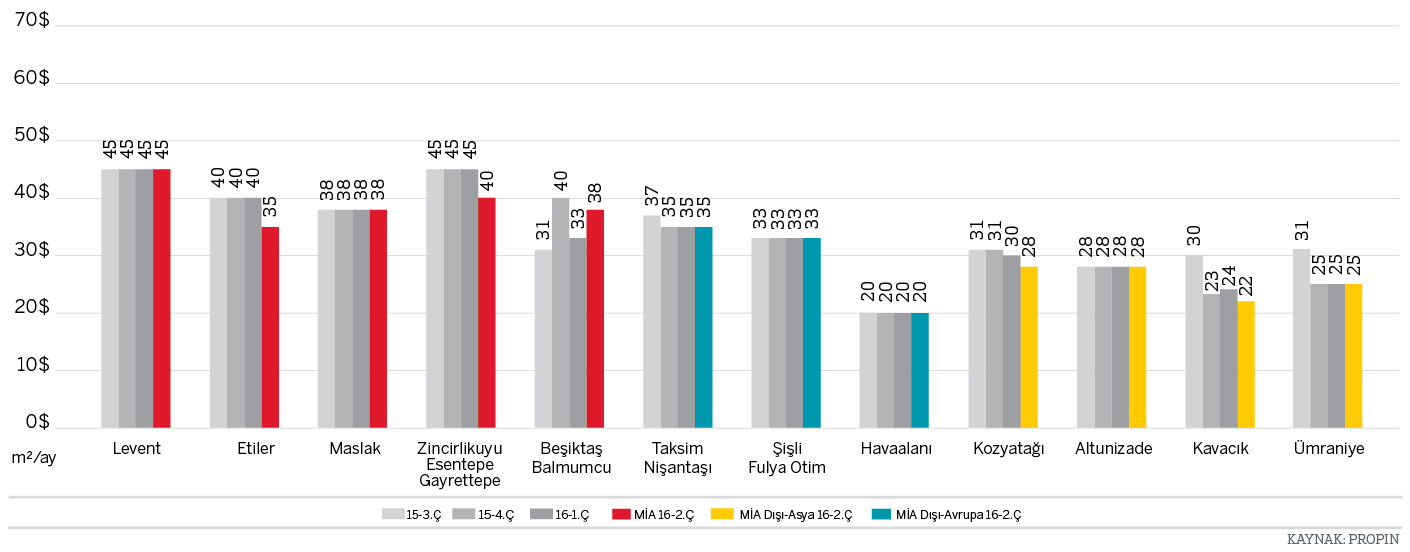 70$
60$
50$
40$
30$
20$
10$
0$
m²/ay
45 45 45 45
40 40 40 35
38 38 38 38
45 45 45 40
31 40 33 38
37 35 35 35
33 33 33 33
20 20 20 20
31 31 30 28
28 28 28 28
30 23 24 22
31 25 25 25
Levent
Etiler
Maslak
Zincirlikuyu
Esentepe
Gayrettepe
Beşiktaş
Balmumcu
Taksim
Nişantaşı
Şişli
Fulya Otim
Havaalanı
Kozyatağı
Altunizade
Kavacık
Ümraniye
15-3.Ç 15-4.Ç 16-1.Ç MİA 16-2.Ç MİA Dışı-Asya 16-2.Ç MİA Dışı-Avrupa 16-2.Ç
KAYNAK: PROPIN